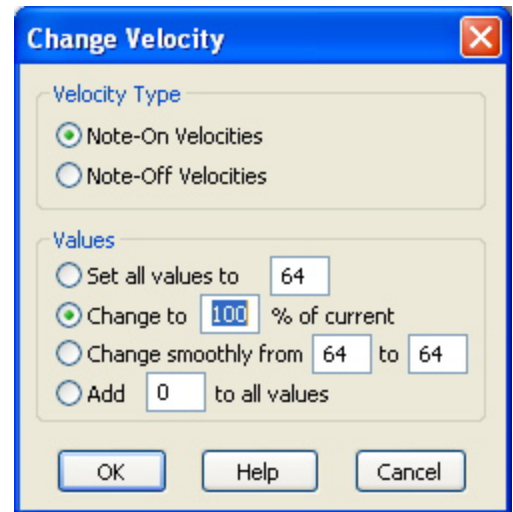 Change Velocity
Velocity Type
Note-On Velocities
Note-Off Velocities
Values
Set all values to 64
Change to 100 % of current
Change smoothly from 64 to 64
Add 0 to all values
OK Help Cancel